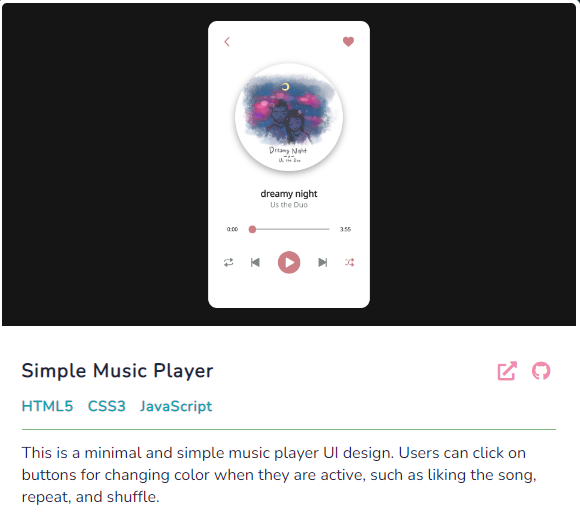 Dreamy Night
Us the Duo
dreamy night
Us the Duo
0:00 3:55
Simple Music Player
HTML5 CSS3 JavaScript
This is a minimal and simple music player UI design. Users can click on
buttons for changing color when they are active, such as liking the song,
repeat, and shuffle.